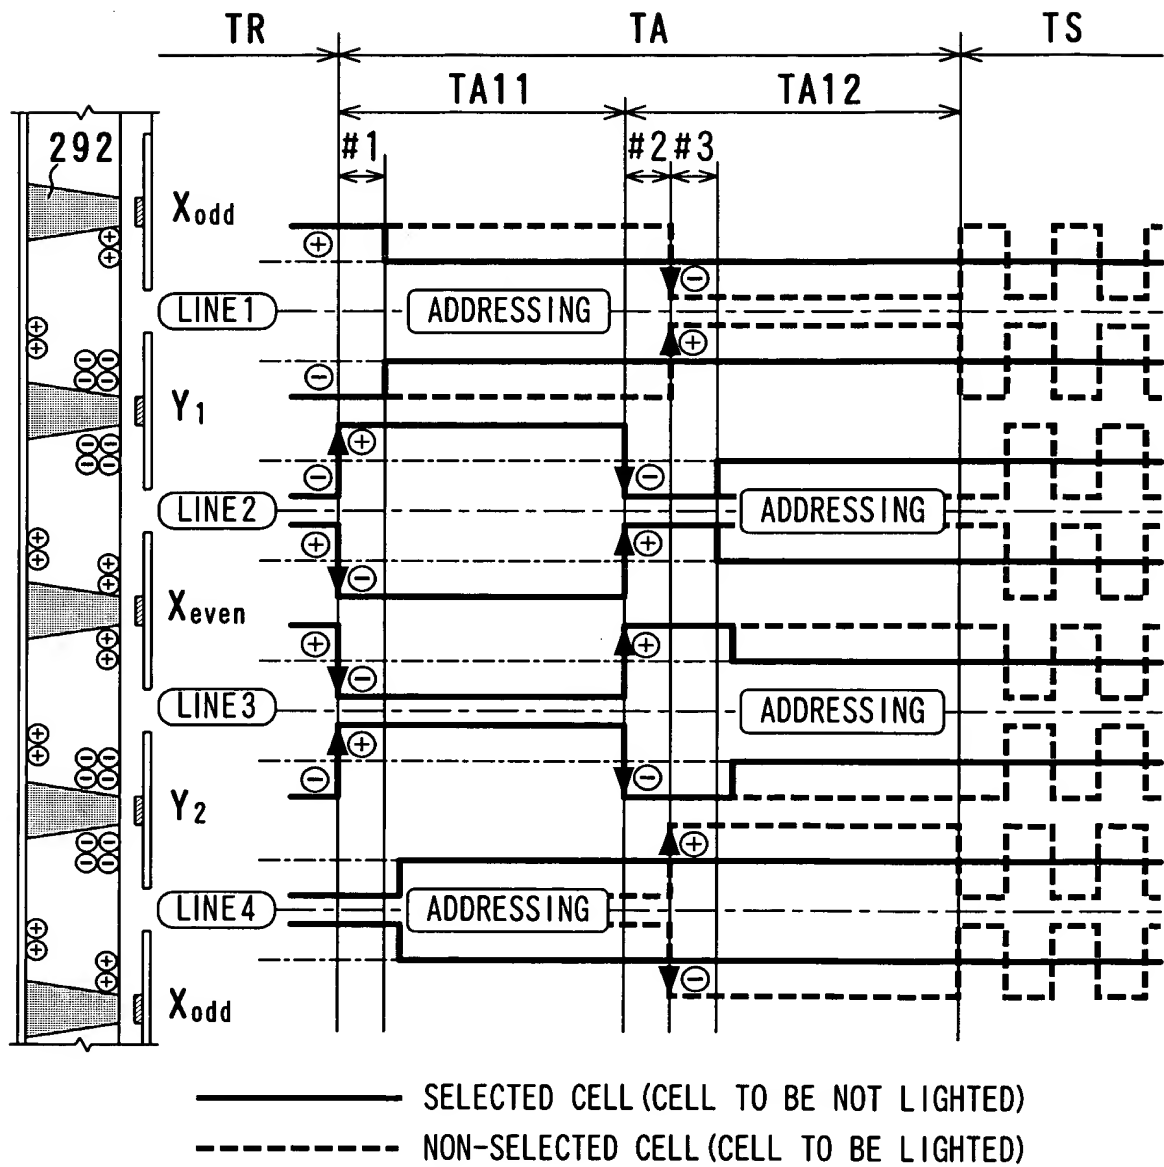 TR TA TS
TA11 TA12
292 #1 #2 #3
Xodd
⊕ ⊖
LINE1 ADDRESSING
⊖ ⊕
Y1
⊕
⊖ ⊖
LINE2 ADDRESSING
⊕ ⊖ ⊕
Xeven
⊕ ⊖ ⊕
LINE3 ADDRESSING
⊖ ⊕ ⊖
Y2
⊕
LINE4 ADDRESSING
⊖
Xodd
SELECTED CELL(CELL TO BE NOT LIGHTED)
NON-SELECTED CELL(CELL TO BE LIGHTED)